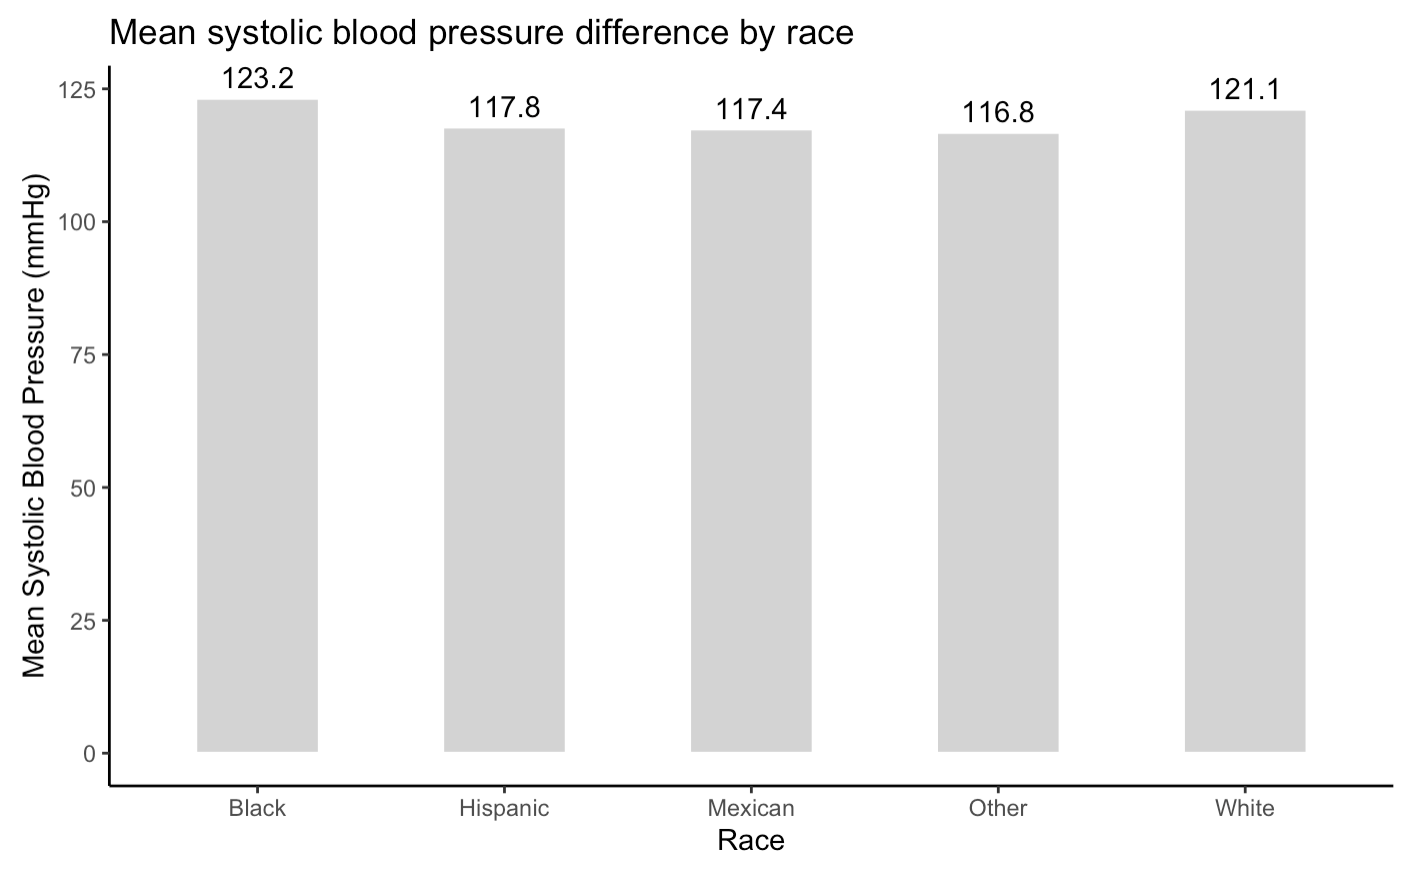 Mean systolic blood pressure difference by race
Mean Systolic Blood Pressure (mmHg)
125
100
75
50
25
0
123.2
117.8
117.4
116.8
121.1
Black
Hispanic
Mexican
Other
White
Race